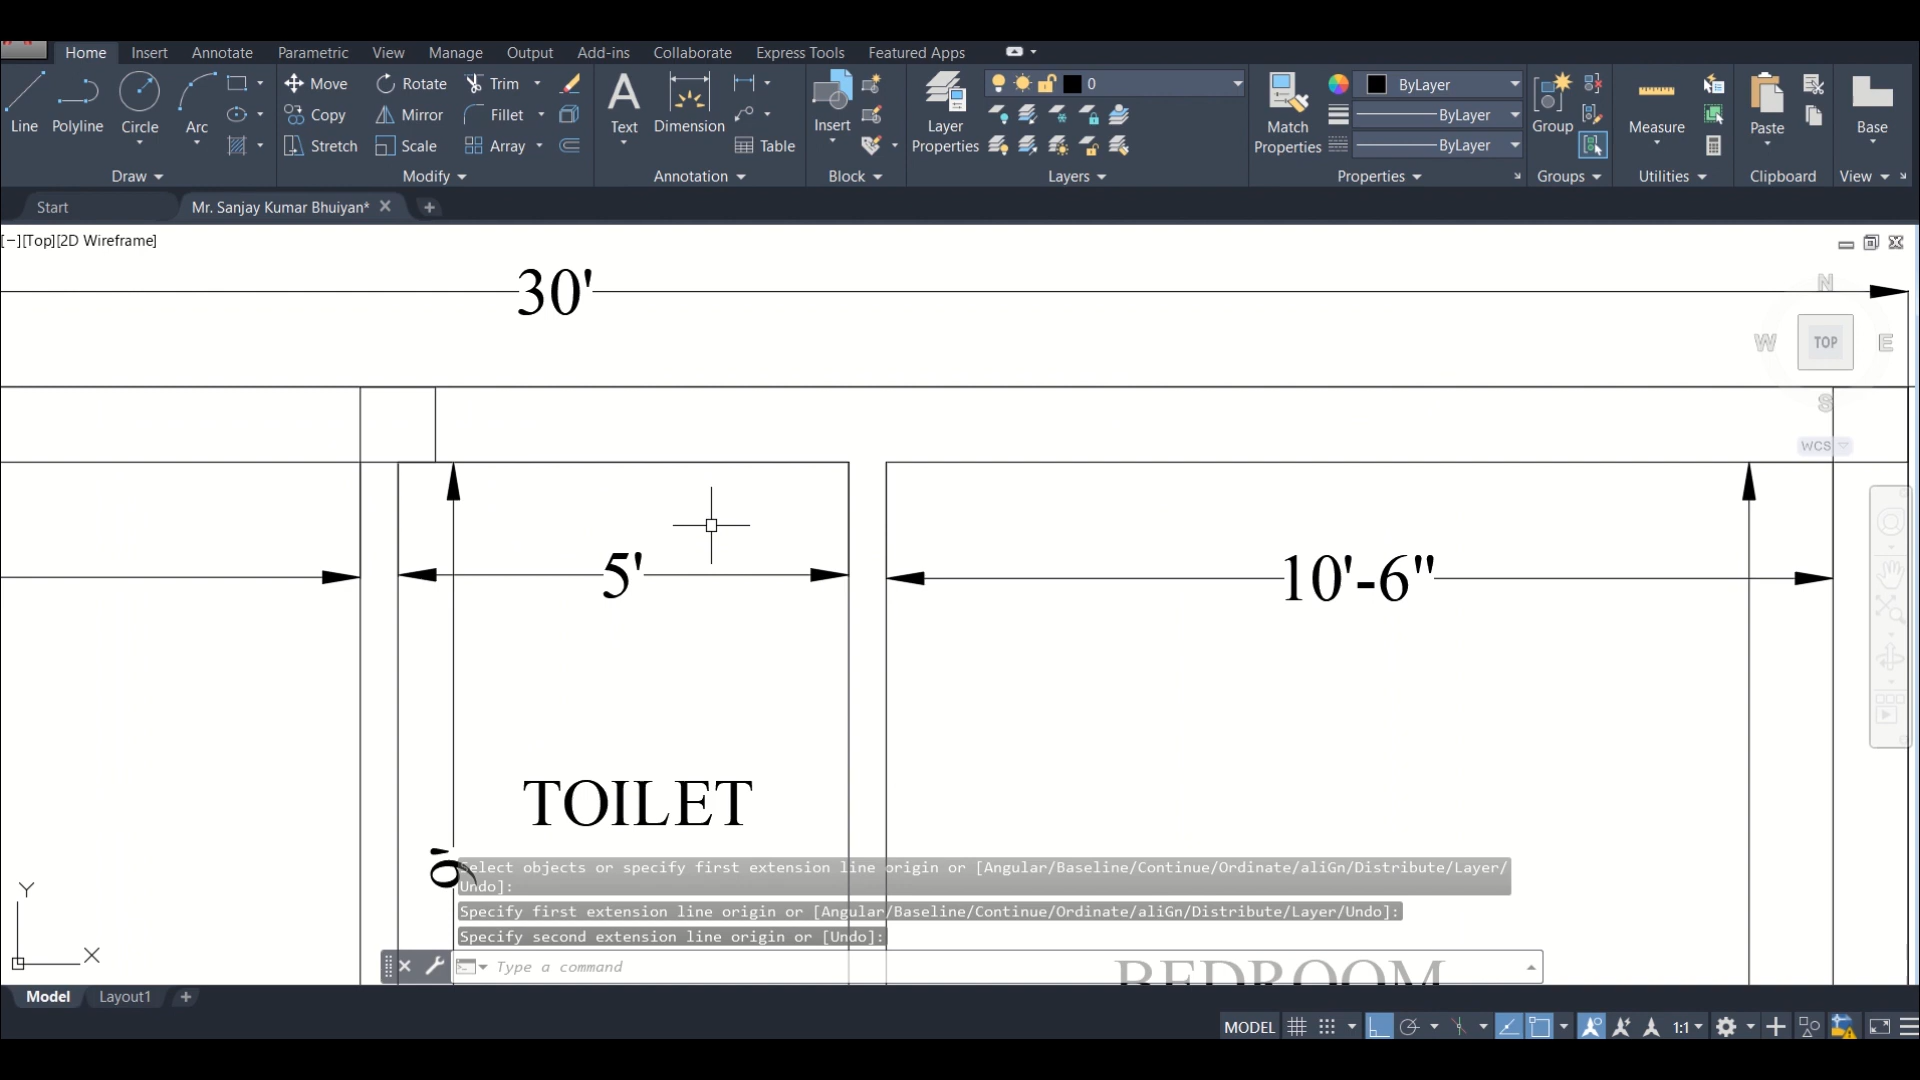 Home Insert Annotate Parametric View Manage Output Add-ins Collaborate Express Tools Featured Apps
Line Polyline Circle Arc
Move Rotate Trim
Copy Mirror Fillet
Stretch Scale Array
Text Dimension Table
Insert
Layer Properties
0
Match Properties
ByLayer
ByLayer
ByLayer
Group
Measure
Paste
Base
Draw Modify Annotation Block Layers Properties Groups Utilities Clipboard View
Start Mr. Sanjay Kumar Bhuiyan*
[−][Top][2D Wireframe]
30'
N
W TOP E
S
WCS
5'
10'-6"
TOILET
9'
Select objects or specify first extension line origin or [Angular/Baseline/Continue/Ordinate/aliGn/Distribute/Layer/
Undo]:
Specify first extension line origin or [Angular/Baseline/Continue/Ordinate/aliGn/Distribute/Layer/Undo]:
Specify second extension line origin or [Undo]:
Y
X
Type a command
BEDROOM
Model Layout1
MODEL 1:1